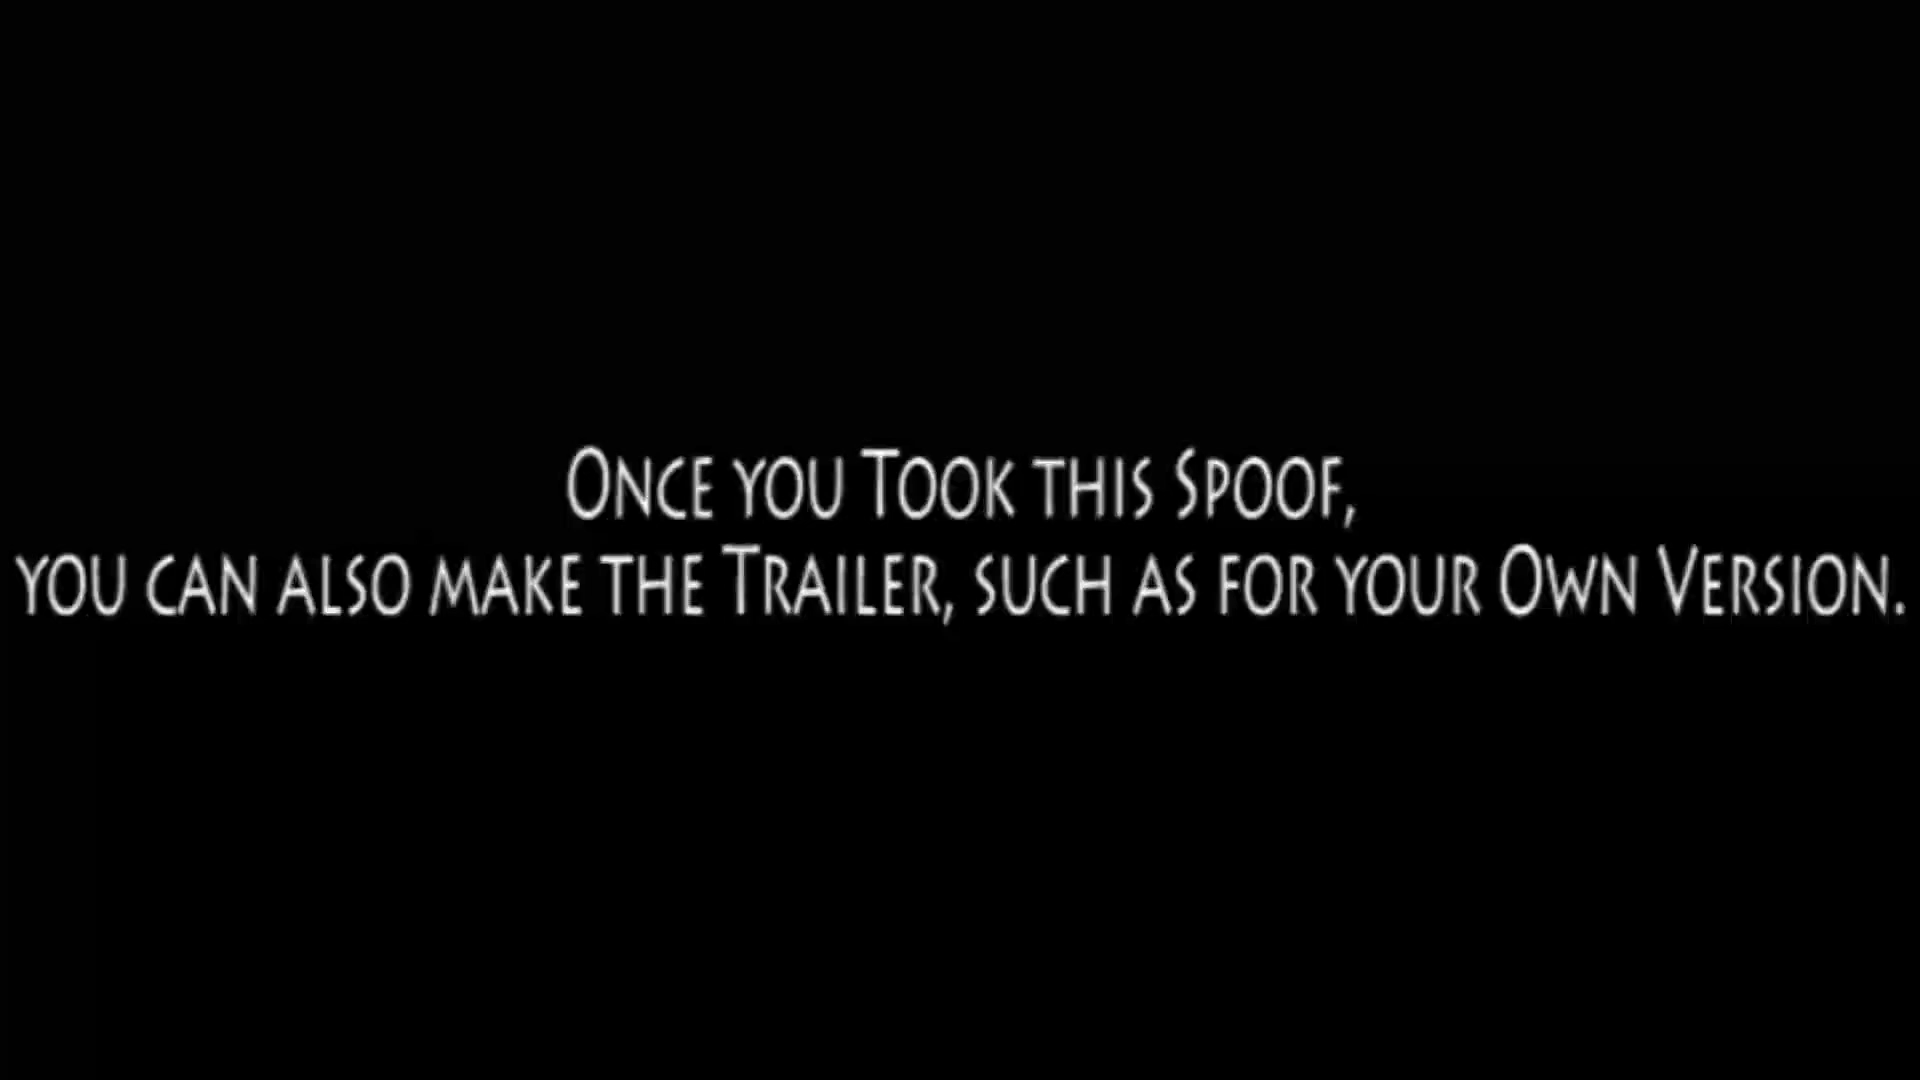 Once you Took this Spoof,
you can also make the Trailer, such as for your Own Version.